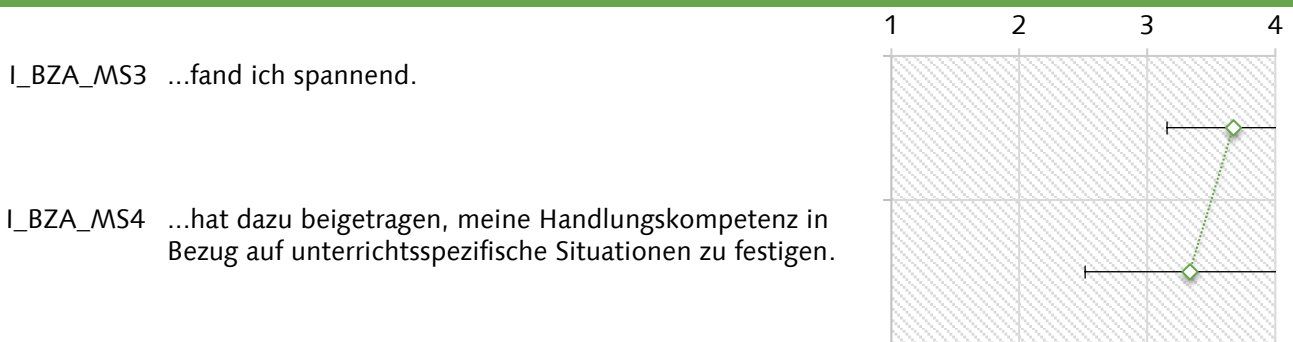 1 2 3 4
I_BZA_MS3 ...fand ich spannend.
I_BZA_MS4 ...hat dazu beigetragen, meine Handlungskompetenz in
Bezug auf unterrichtsspezifische Situationen zu festigen.